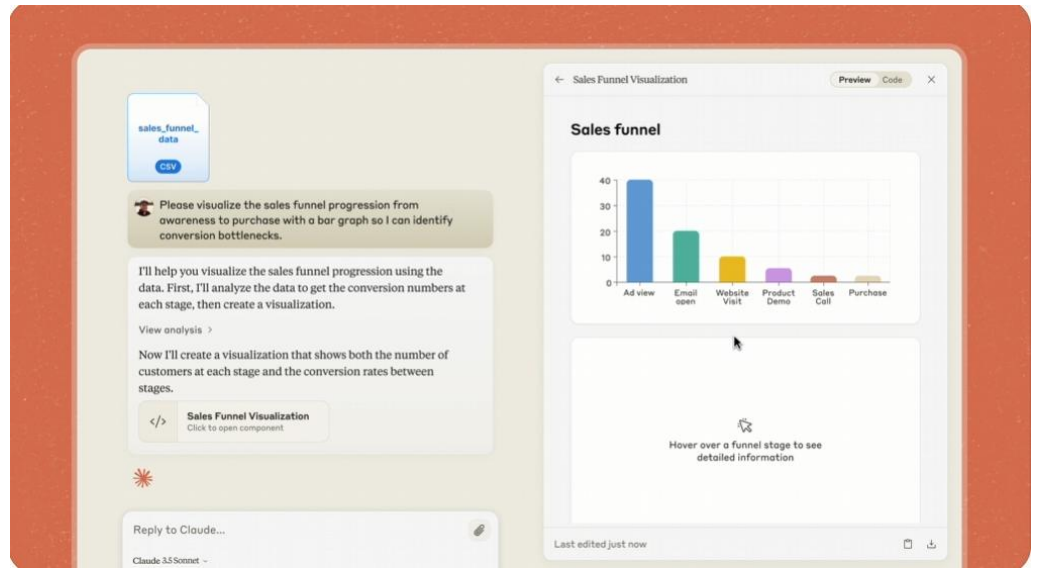 sales_funnel_
data
CSV
Please visualize the sales funnel progression from
awareness to purchase with a bar graph so I can identify
conversion bottlenecks.
I'll help you visualize the sales funnel progression using the
data. First, I'll analyze the data to get the conversion numbers at
each stage, then create a visualization.
View analysis >
Now I'll create a visualization that shows both the number of
customers at each stage and the conversion rates between
stages.
</>
Sales Funnel Visualization
Click to open component
Reply to Claude...
Claude 3.5 Sonnet
← Sales Funnel Visualization
Preview Code ×
Sales funnel
40
30
20
10
0
Ad view
Email
open
Website
Visit
Product
Demo
Sales
Call
Purchase
Hover over a funnel stage to see
detailed information
Last edited just now